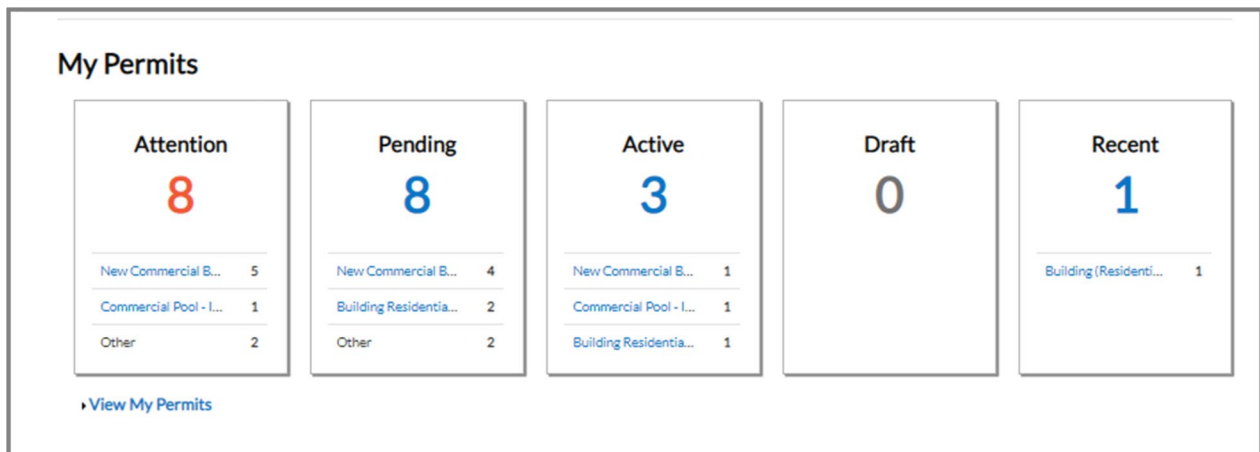 My Permits
Attention
8
New Commercial B... 5
Commercial Pool - I... 1
Other 2
Pending
8
New Commercial B... 4
Building Residentia... 2
Other 2
Active
3
New Commercial B... 1
Commercial Pool - I... 1
Building Residentia... 1
Draft
0
Recent
1
Building (Residenti... 1
View My Permits